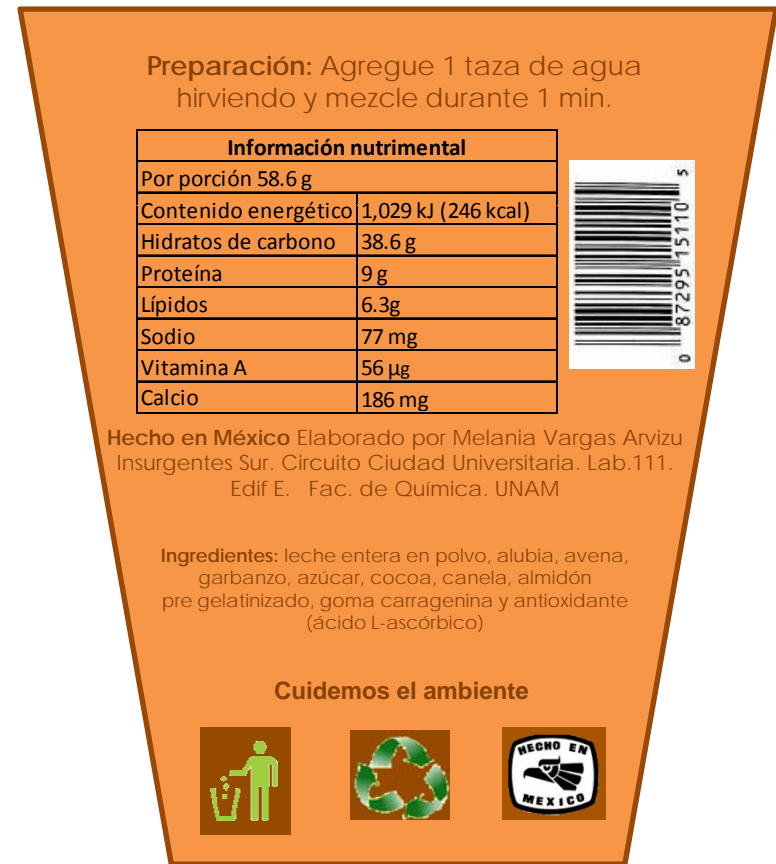 Preparación: Agregue 1 taza de agua
hirviendo y mezcle durante 1 min.
Información nutrimental
Por porción 58.6 g
Contenido energético 1,029 kJ (246 kcal)
Hidratos de carbono 38.6 g
Proteína 9 g
Lípidos 6.3g
Sodio 77 mg
Vitamina A 56 µg
Calcio 186 mg
0 87295 15110 5
Hecho en México Elaborado por Melania Vargas Arvizu
Insurgentes Sur. Circuito Ciudad Universitaria. Lab.111.
Edif E. Fac. de Química. UNAM
Ingredientes: leche entera en polvo, alubia, avena,
garbanzo, azúcar, cocoa, canela, almidón
pre gelatinizado, goma carragenina y antioxidante
(ácido L-ascórbico)
Cuidemos el ambiente
HECHO EN
MEXICO